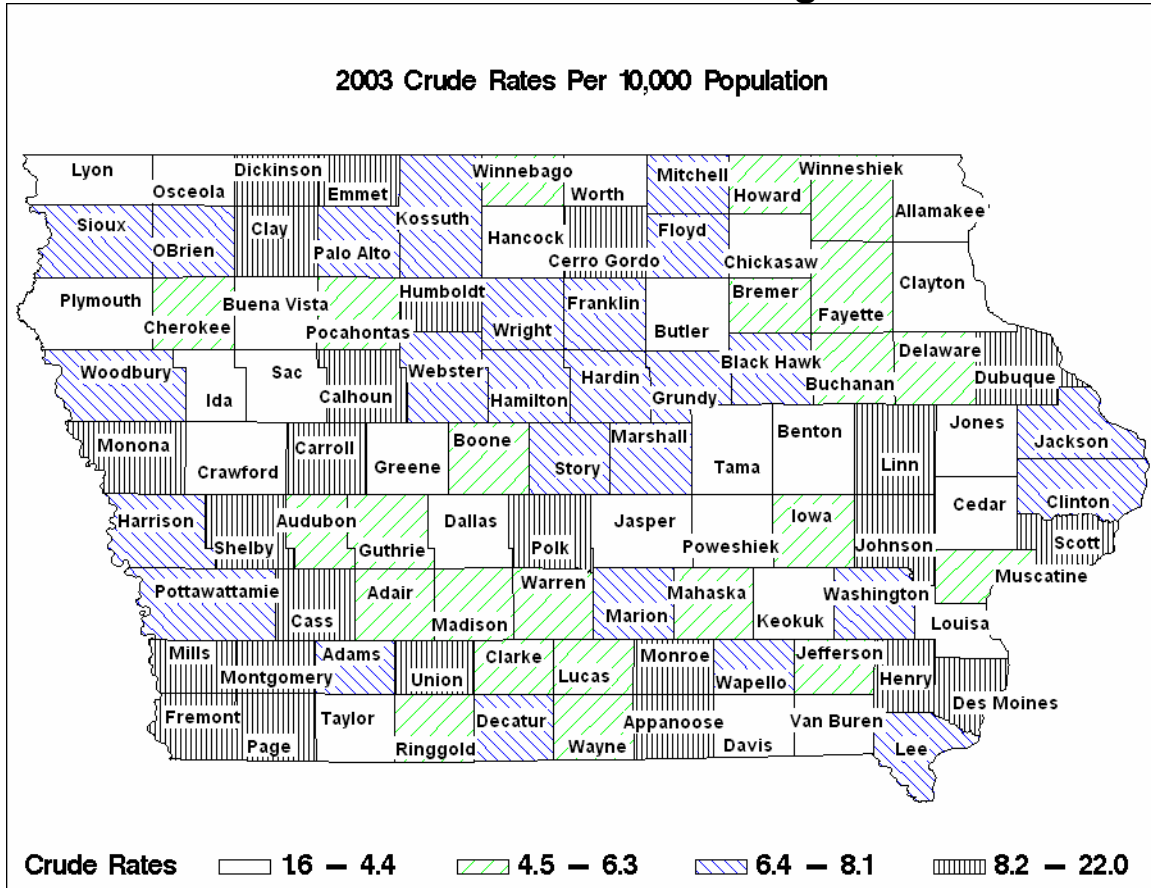 2003 Crude Rates Per 10,000 Population
Lyon
Osceola
Dickinson
Emmet
Kossuth
Winnebago
Worth
Mitchell
Howard
Winneshiek
Allamakee
Sioux
OBrien
Clay
Palo Alto
Hancock
Cerro Gordo
Floyd
Chickasaw
Plymouth
Cherokee
Buena Vista
Pocahontas
Humboldt
Wright
Franklin
Butler
Bremer
Fayette
Clayton
Woodbury
Ida
Sac
Calhoun
Webster
Hamilton
Hardin
Grundy
Black Hawk
Buchanan
Delaware
Dubuque
Monona
Crawford
Carroll
Greene
Boone
Story
Marshall
Tama
Benton
Linn
Jones
Jackson
Harrison
Shelby
Audubon
Guthrie
Dallas
Polk
Jasper
Poweshiek
Iowa
Johnson
Cedar
Clinton
Scott
Pottawattamie
Cass
Adair
Madison
Warren
Marion
Mahaska
Keokuk
Washington
Muscatine
Louisa
Mills
Montgomery
Adams
Union
Clarke
Lucas
Monroe
Wapello
Jefferson
Henry
Des Moines
Fremont
Page
Taylor
Ringgold
Decatur
Wayne
Appanoose
Davis
Van Buren
Lee
Crude Rates 1.6 – 4.4 4.5 – 6.3 6.4 – 8.1 8.2 – 22.0